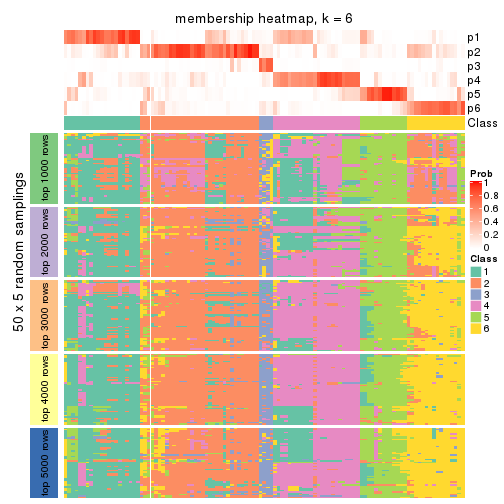 membership heatmap, k = 6
p1
p2
p3
p4
p5
p6
Class
50 x 5 random samplings
top 1000 rows
top 2000 rows
top 3000 rows
top 4000 rows
top 5000 rows
Prob
1
0.8
0.6
0.4
0.2
0
Class
1
2
3
4
5
6